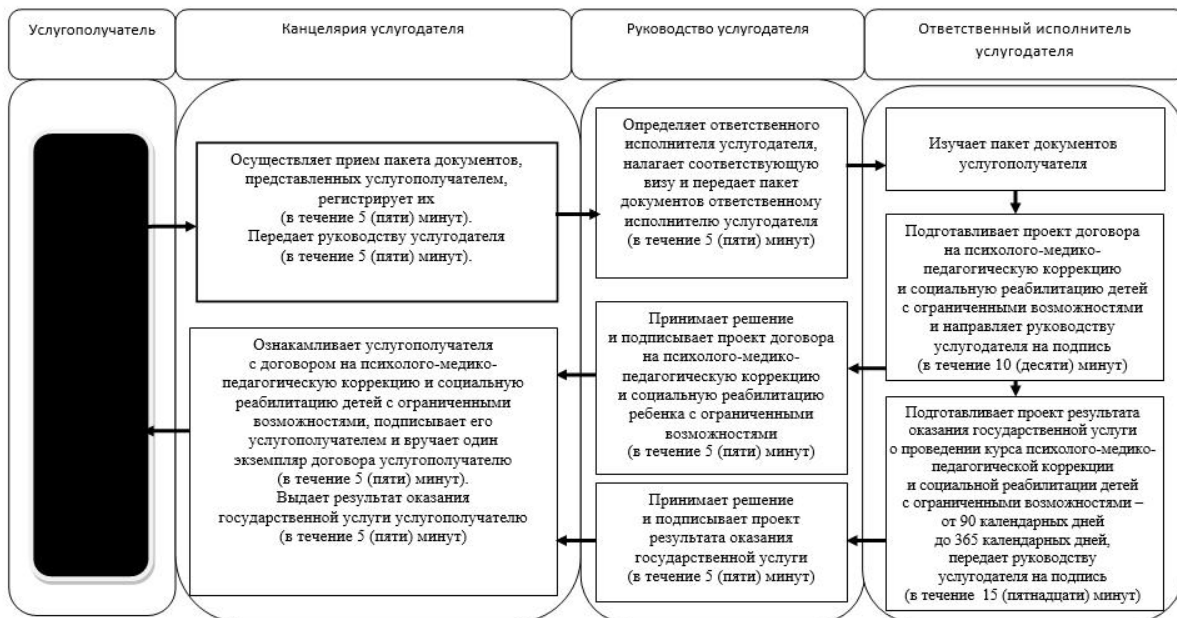 Услугополучатель
Канцелярия услугодателя
Руководство услугодателя
Ответственный исполнитель
услугодателя
Осуществляет прием пакета документов,
представленных услугополучателем,
регистрирует их
(в течение 5 (пяти) минут).
Передает руководству услугодателя
(в течение 5 (пяти) минут).
Определяет ответственного
исполнителя услугодателя,
налагает соответствующую
визу и передает пакет
документов ответственному
исполнителю услугодателя
(в течение 5 (пяти) минут)
Изучает пакет документов
услугополучателя
Подготавливает проект договора
на психолого-медико-
педагогическую коррекцию
и социальную реабилитацию детей
с ограниченными возможностями
и направляет руководству
услугодателя на подпись
(в течение 10 (десяти) минут)
Принимает решение
и подписывает проект договора
на психолого-медико-
педагогическую коррекцию
и социальную реабилитацию
ребенка с ограниченными
возможностями
(в течение 5 (пяти) минут)
Ознакамливает услугополучателя
с договором на психолого-медико-
педагогическую коррекцию и социальную
реабилитацию детей с ограниченными
возможностями, подписывает его
услугополучателем и вручает один
экземпляр договора услугополучателю
(в течение 5 (пяти) минут).
Выдает результат оказания
государственной услуги услугополучателю
(в течение 5 (пяти) минут)
Подготавливает проект результата
оказания государственной услуги
о проведении курса психолого-медико-
педагогической коррекции
и социальной реабилитации детей
с ограниченными возможностями –
от 90 календарных дней
до 365 календарных дней,
передает руководству
услугодателя на подпись
(в течение 15 (пятнадцати) минут)
Принимает решение
и подписывает проект
результата оказания
государственной услуги
(в течение 5 (пяти) минут)